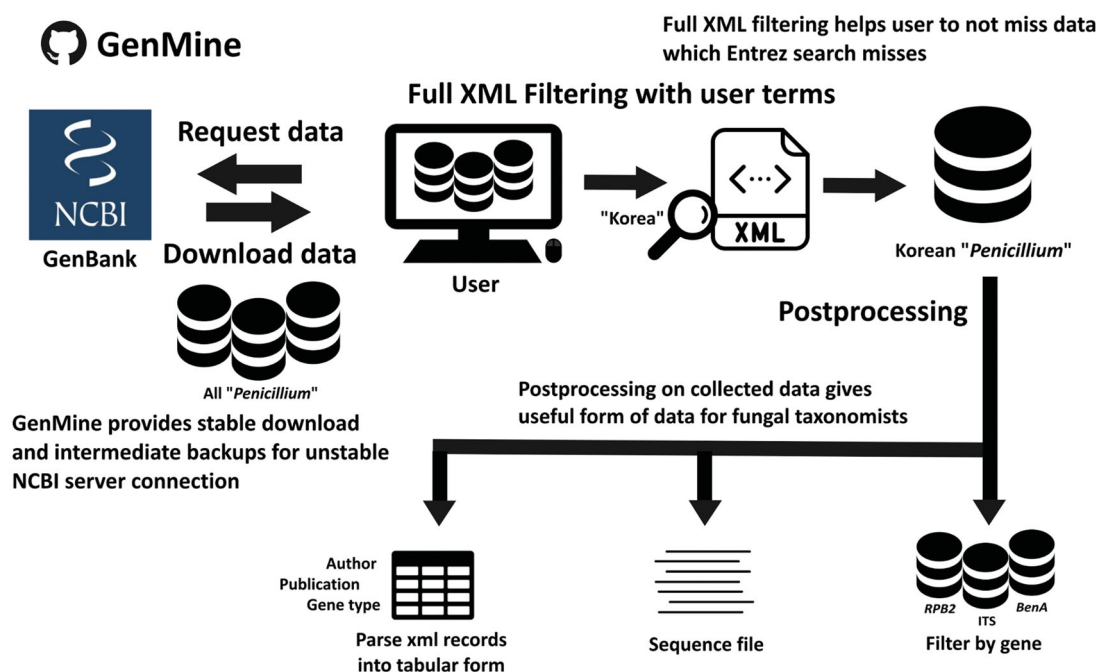 GenMine
Full XML filtering helps user to not miss data
which Entrez search misses
Full XML Filtering with user terms
Request data
NCBI
GenBank
Download data
User
"Korea"
<···>
XML
Korean "Penicillium"
All "Penicillium"
GenMine provides stable download
and intermediate backups for unstable
NCBI server connection
Postprocessing
Postprocessing on collected data gives
useful form of data for fungal taxonomists
Author
Publication
Gene type
Parse xml records
into tabular form
Sequence file
RPB2
ITS
BenA
Filter by gene